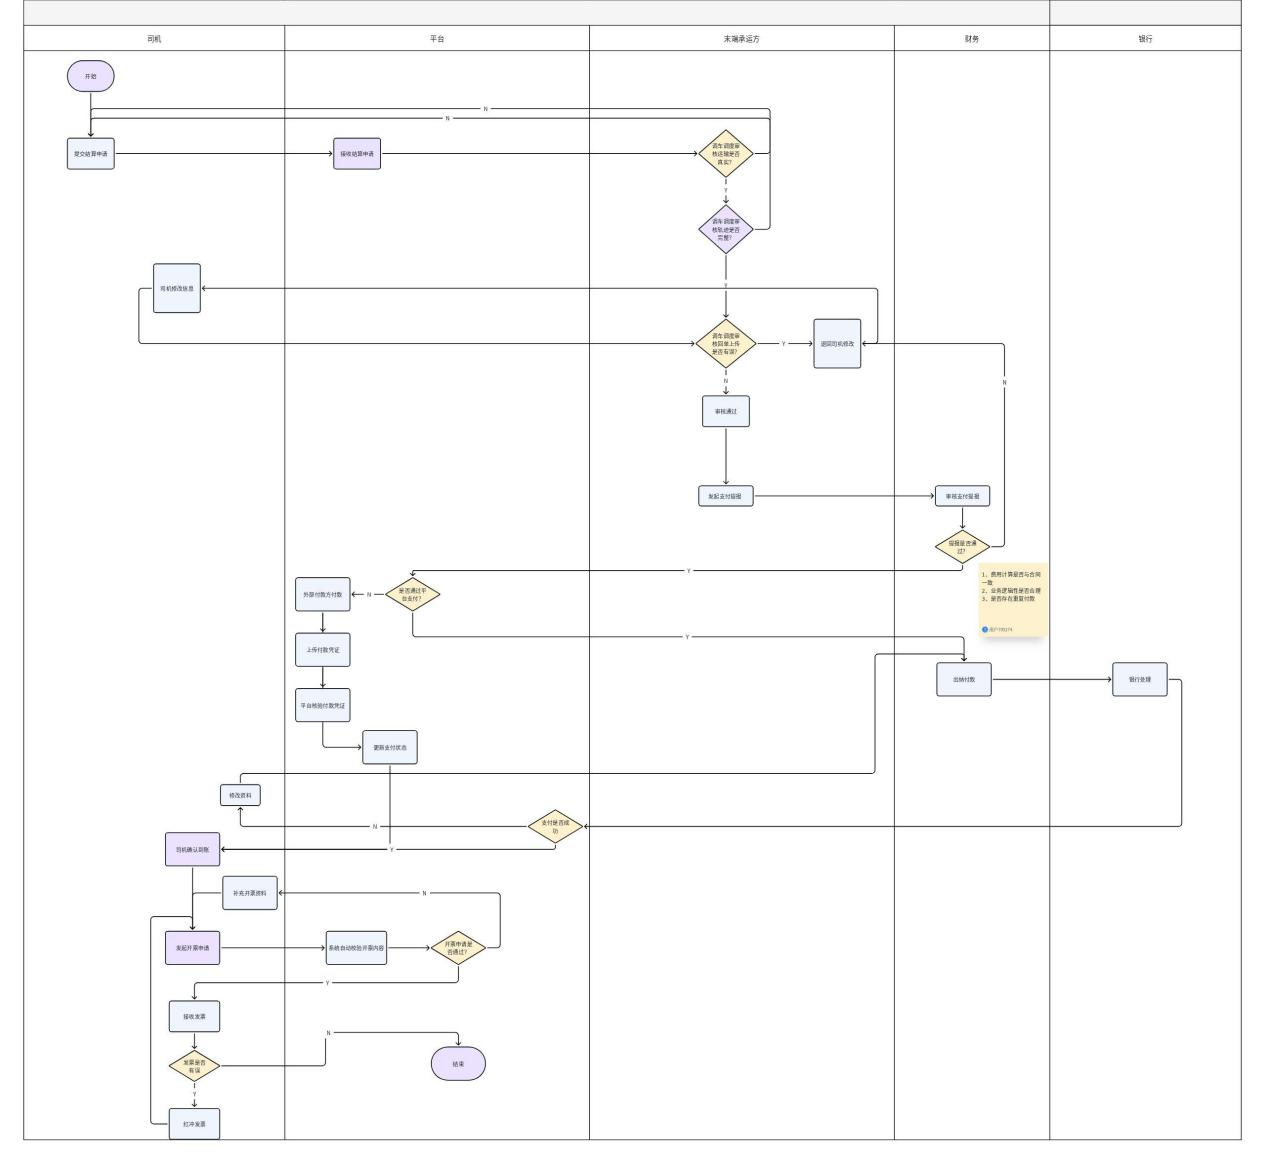 司机
平台
末端承运方
财务
银行
开始
N
N
提交结算申请
接收结算申请
调车调度审
核运输是否
真实?
Y
调车调度审
核轨迹是否
完整?
司机修改信息
Y
调车调度审
核回单上传
是否有误?
Y
退回司机修改
N
N
审核通过
发起支付提报
审核支付提报
提报是否通
过?
Y
1、费用计算是否与合同
一致
2、业务逻辑性是否合理
3、是否存在重复付款
外部付款方付款
N
是否通过平
台支付?
Y
上传付款凭证
出纳付款
银行处理
平台核验付款凭证
更新支付状态
修改资料
N
支付是否成
功
司机确认到账
Y
补充开票资料
N
发起开票申请
系统自动校验开票内容
开票申请是
否通过?
Y
接收发票
N
发票是否
有误
结束
Y
红冲发票